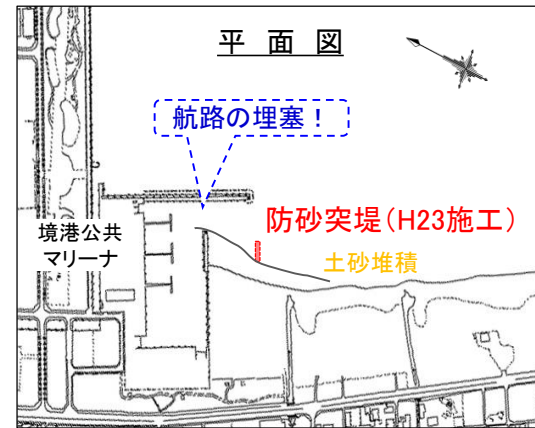 平面図
航路の埋塞！
防砂突堤（H23施工）
境港公共
マリーナ
土砂堆積